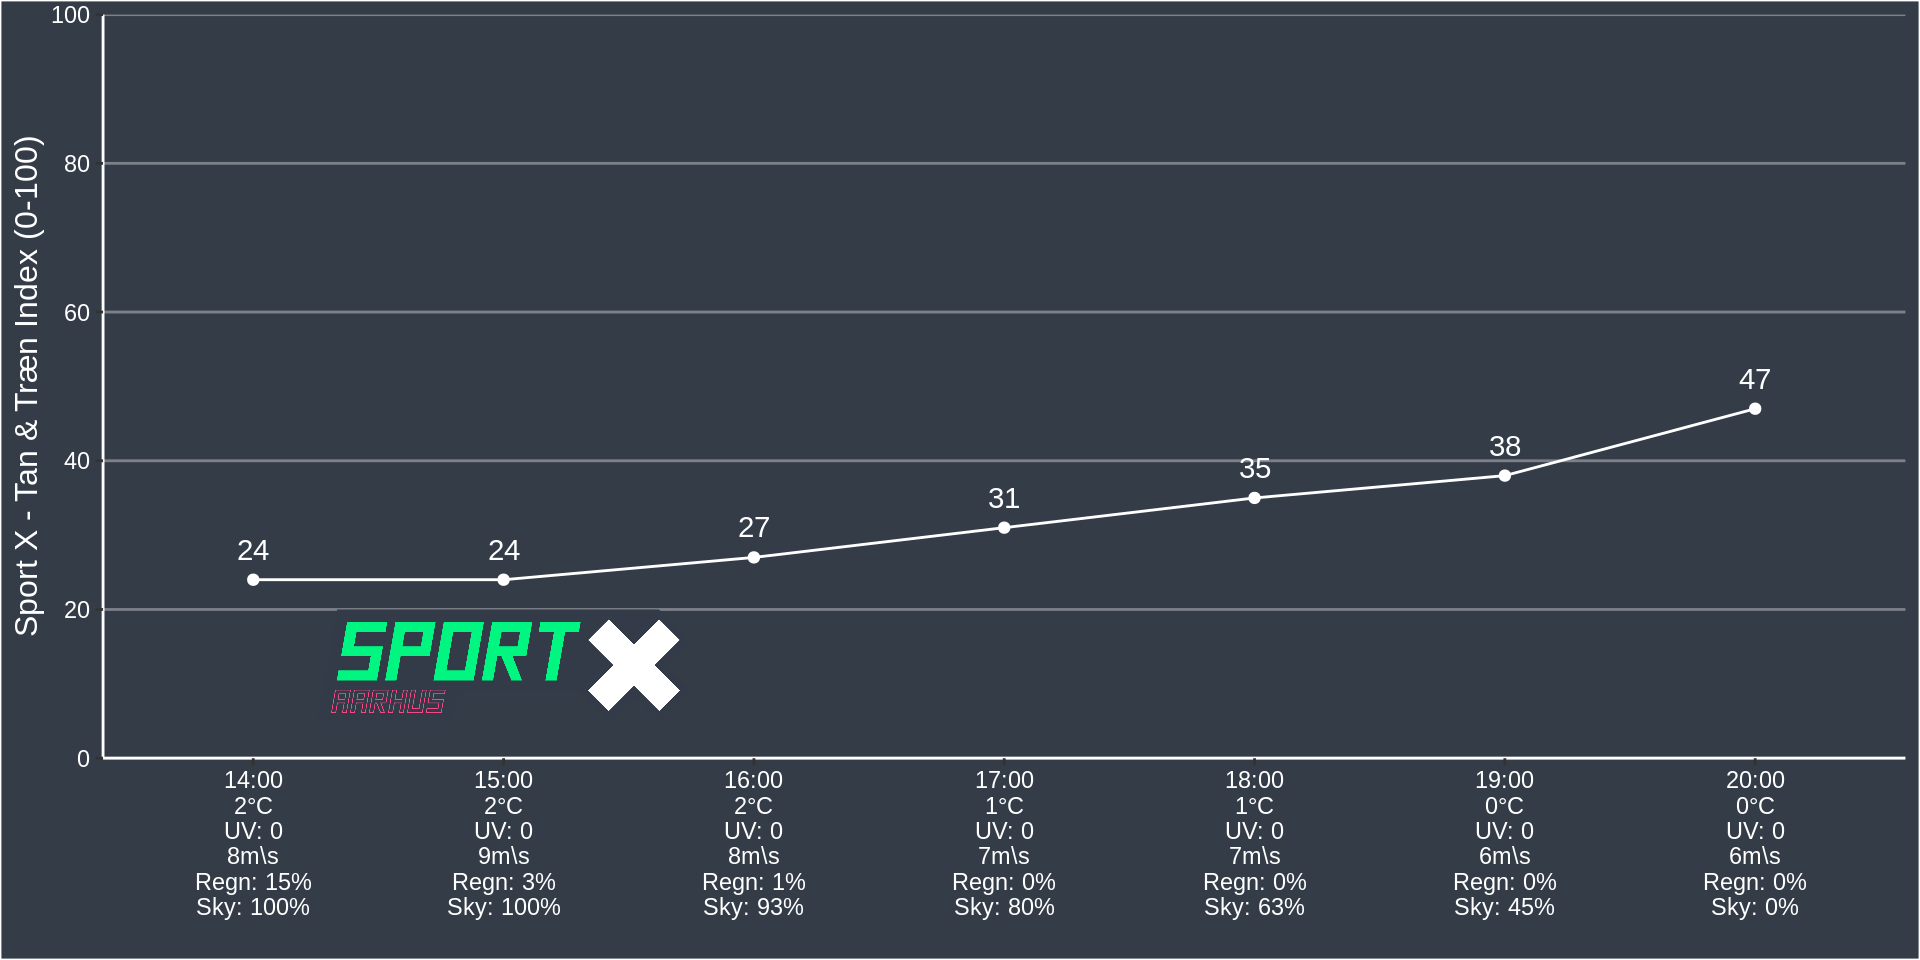 Sport X - Tan & Træn Index (0-100)
100
80
60
40
20
0
24
24
27
31
35
38
47
SPORT X
AARHUS
14:00
2°C
UV: 0
8m\s
Regn: 15%
Sky: 100%
15:00
2°C
UV: 0
9m\s
Regn: 3%
Sky: 100%
16:00
2°C
UV: 0
8m\s
Regn: 1%
Sky: 93%
17:00
1°C
UV: 0
7m\s
Regn: 0%
Sky: 80%
18:00
1°C
UV: 0
7m\s
Regn: 0%
Sky: 63%
19:00
0°C
UV: 0
6m\s
Regn: 0%
Sky: 45%
20:00
0°C
UV: 0
6m\s
Regn: 0%
Sky: 0%